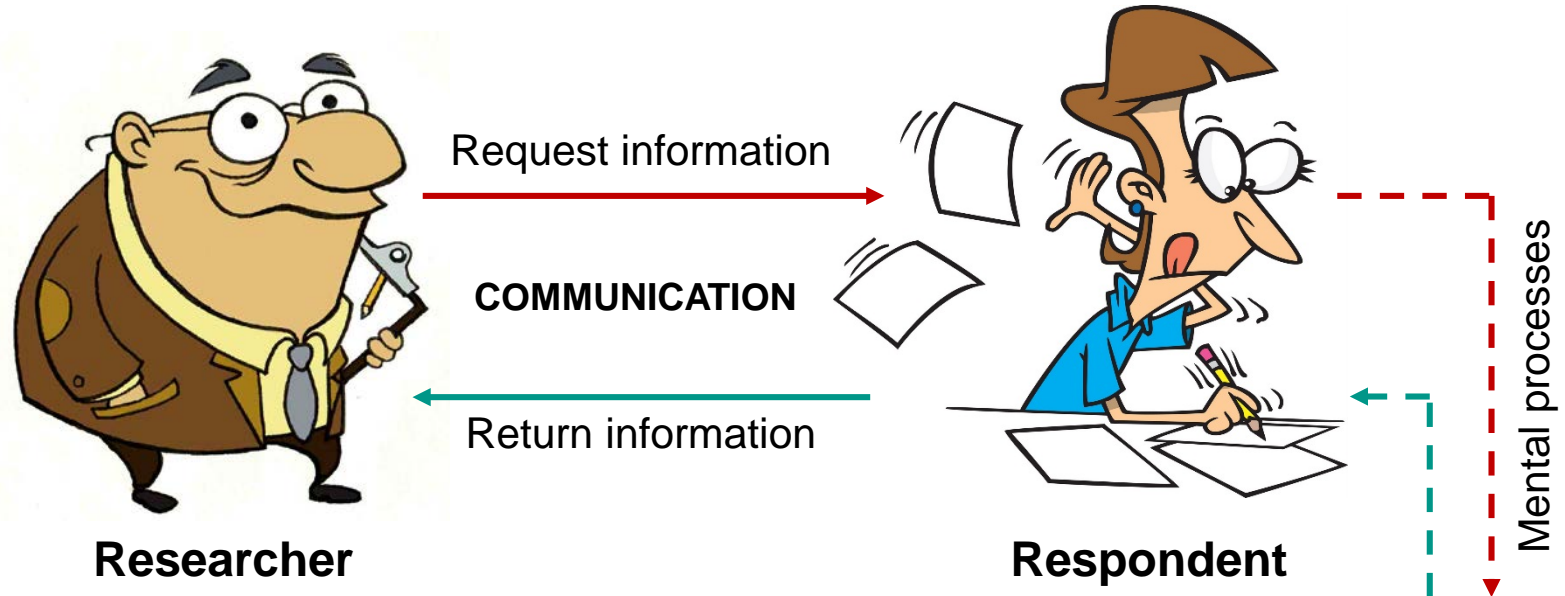 Request information
COMMUNICATION
Return information
Mental processes
Researcher
Respondent